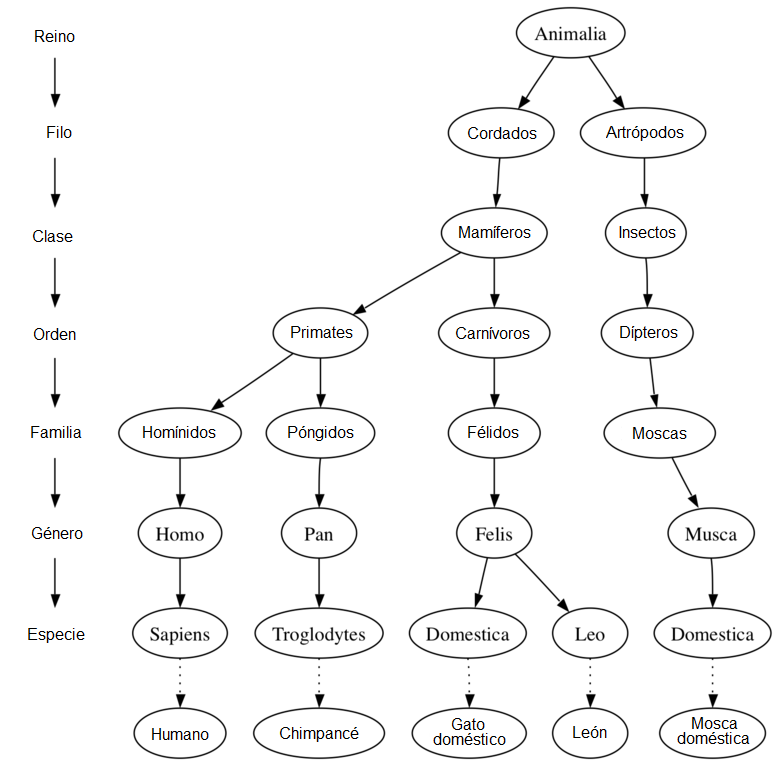 Reino
Animalia
Filo
Cordados
Artrópodos
Clase
Mamíferos
Insectos
Orden
Primates
Carnívoros
Dípteros
Familia
Homínidos
Póngidos
Félidos
Moscas
Género
Homo
Pan
Felis
Musca
Especie
Sapiens
Troglodytes
Domestica
Leo
Domestica
Humano
Chimpancé
Gato
doméstico
León
Mosca
doméstica